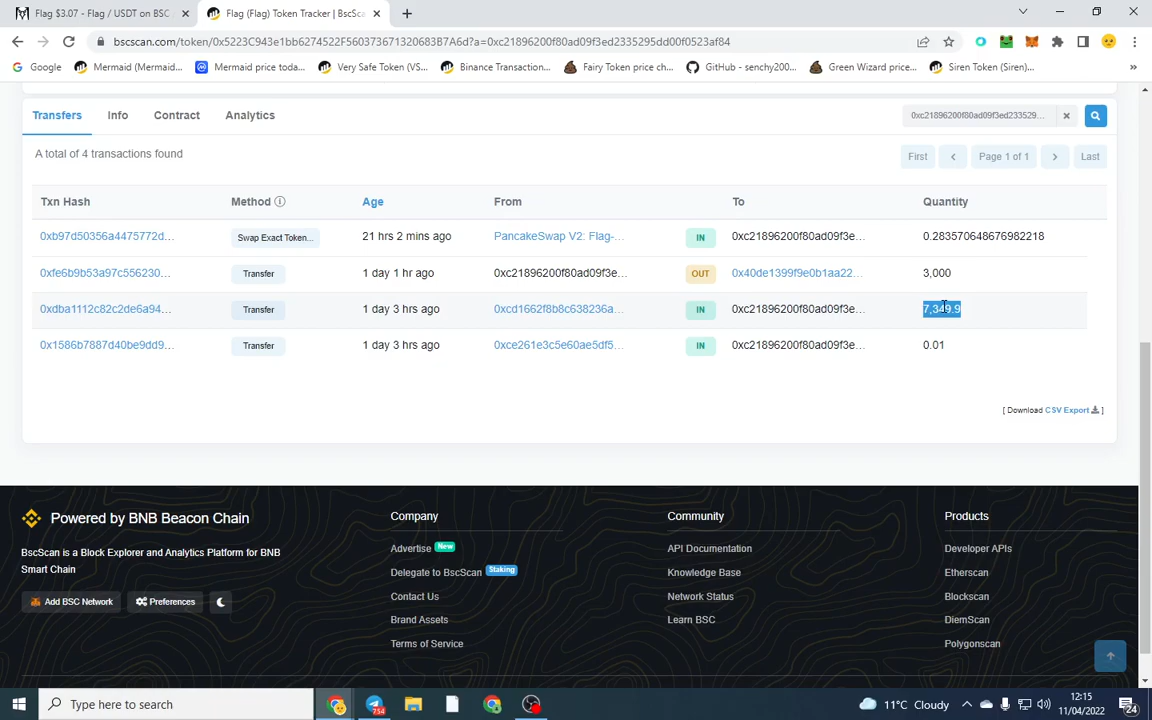 Flag $3.07 - Flag / USDT on BSC
Flag (Flag) Token Tracker | BscSc
bscscan.com/token/0x5223C943e1bb6274522F560373671320683B7A6d?a=0xc21896200f80ad09f3ed2335295dd00f0523af84
Google
Mermaid (Mermaid...
Mermaid price toda...
Very Safe Token (VS...
Binance Transaction...
Fairy Token price ch...
GitHub - senchy200...
Green Wizard price...
Siren Token (Siren)...
»
Transfers Info Contract Analytics
0xc21896200f80ad09f3ed233529...
A total of 4 transactions found
First < Page 1 of 1 > Last
Txn Hash Method Age From To Quantity
0xb97d50356a4475772d... Swap Exact Token... 21 hrs 2 mins ago PancakeSwap V2: Flag-... IN 0xc21896200f80ad09f3e... 0.283570648676982218
0xfe6b9b53a97c556230... Transfer 1 day 1 hr ago 0xc21896200f80ad09f3e... OUT 0x40de1399f9e0b1aa22... 3,000
0xdba1112c82c2de6a94... Transfer 1 day 3 hrs ago 0xcd1662f8b8c638236a... IN 0xc21896200f80ad09f3e... 7,349.9
0x1586b7887d40be9dd9... Transfer 1 day 3 hrs ago 0xce261e3c5e60ae5df5... IN 0xc21896200f80ad09f3e... 0.01
[ Download CSV Export ]
Powered by BNB Beacon Chain
BscScan is a Block Explorer and Analytics Platform for BNB
Smart Chain
Add BSC Network
Preferences
Company
Advertise New
Delegate to BscScan Staking
Contact Us
Brand Assets
Terms of Service
Community
API Documentation
Knowledge Base
Network Status
Learn BSC
Products
Developer APIs
Etherscan
Blockscan
DiemScan
Polygonscan
Type here to search
754
11°C Cloudy
12:15
11/04/2022
24